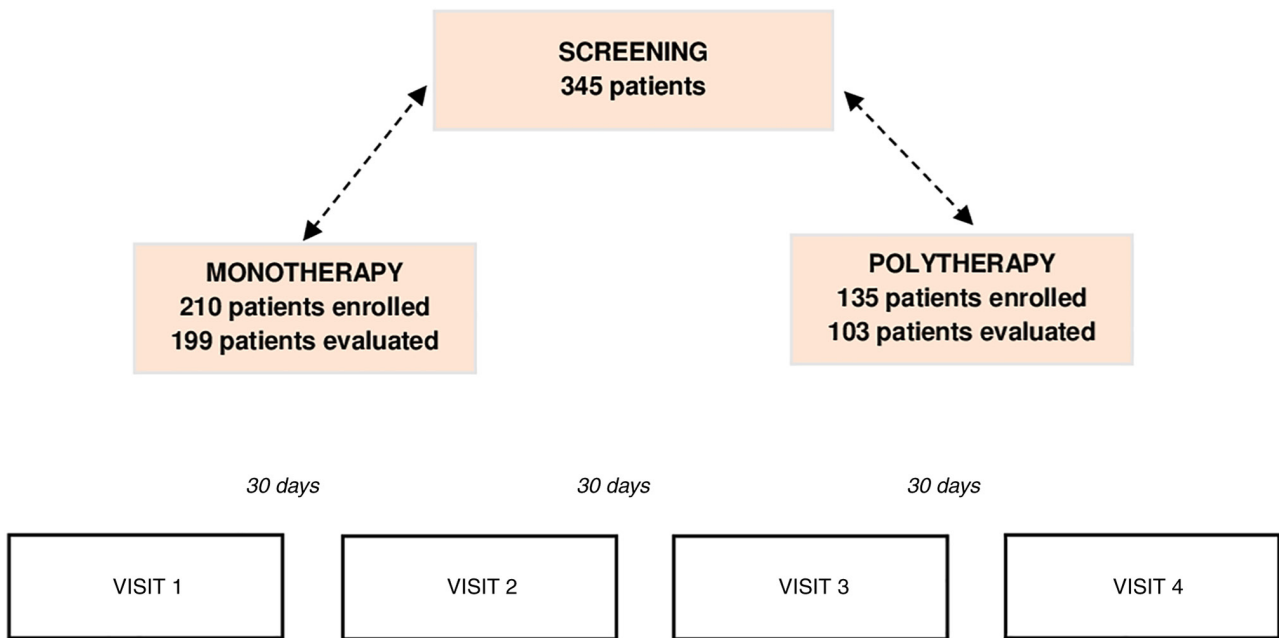 SCREENING
345 patients
MONOTHERAPY
210 patients enrolled
199 patients evaluated
POLYTHERAPY
135 patients enrolled
103 patients evaluated
30 days
30 days
30 days
VISIT 1
VISIT 2
VISIT 3
VISIT 4